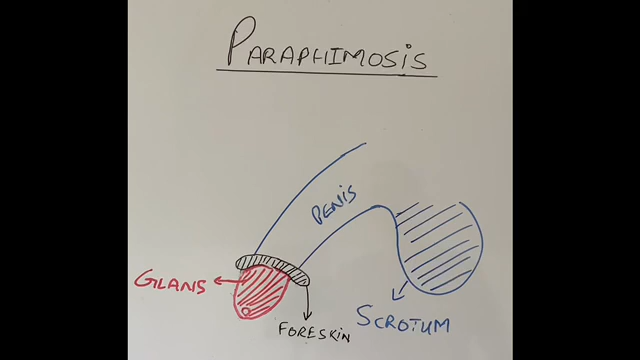 PARAPHIMOSIS
PENIS
GLANS
FORESKIN
SCROTUM